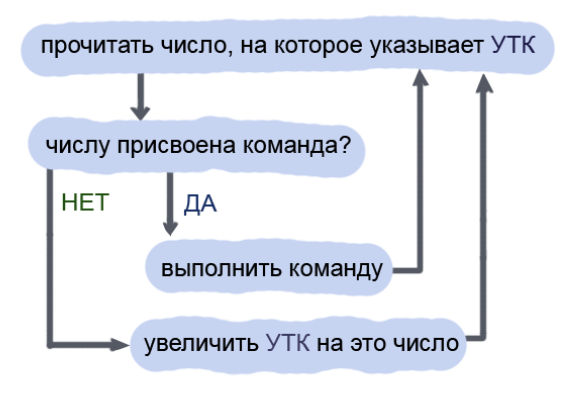 прочитать число, на которое указывает УТК
числу присвоена команда?
НЕТ
ДА
выполнить команду
увеличить УТК на это число